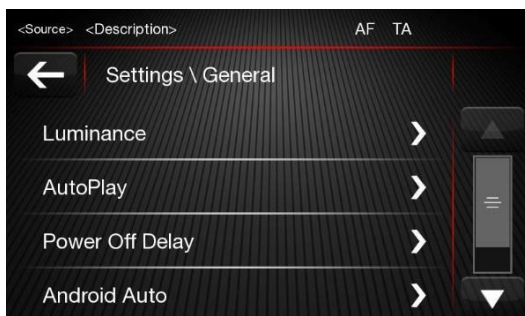 <Source> <Description> AF TA
Settings \ General
Luminance
AutoPlay
Power Off Delay
Android Auto